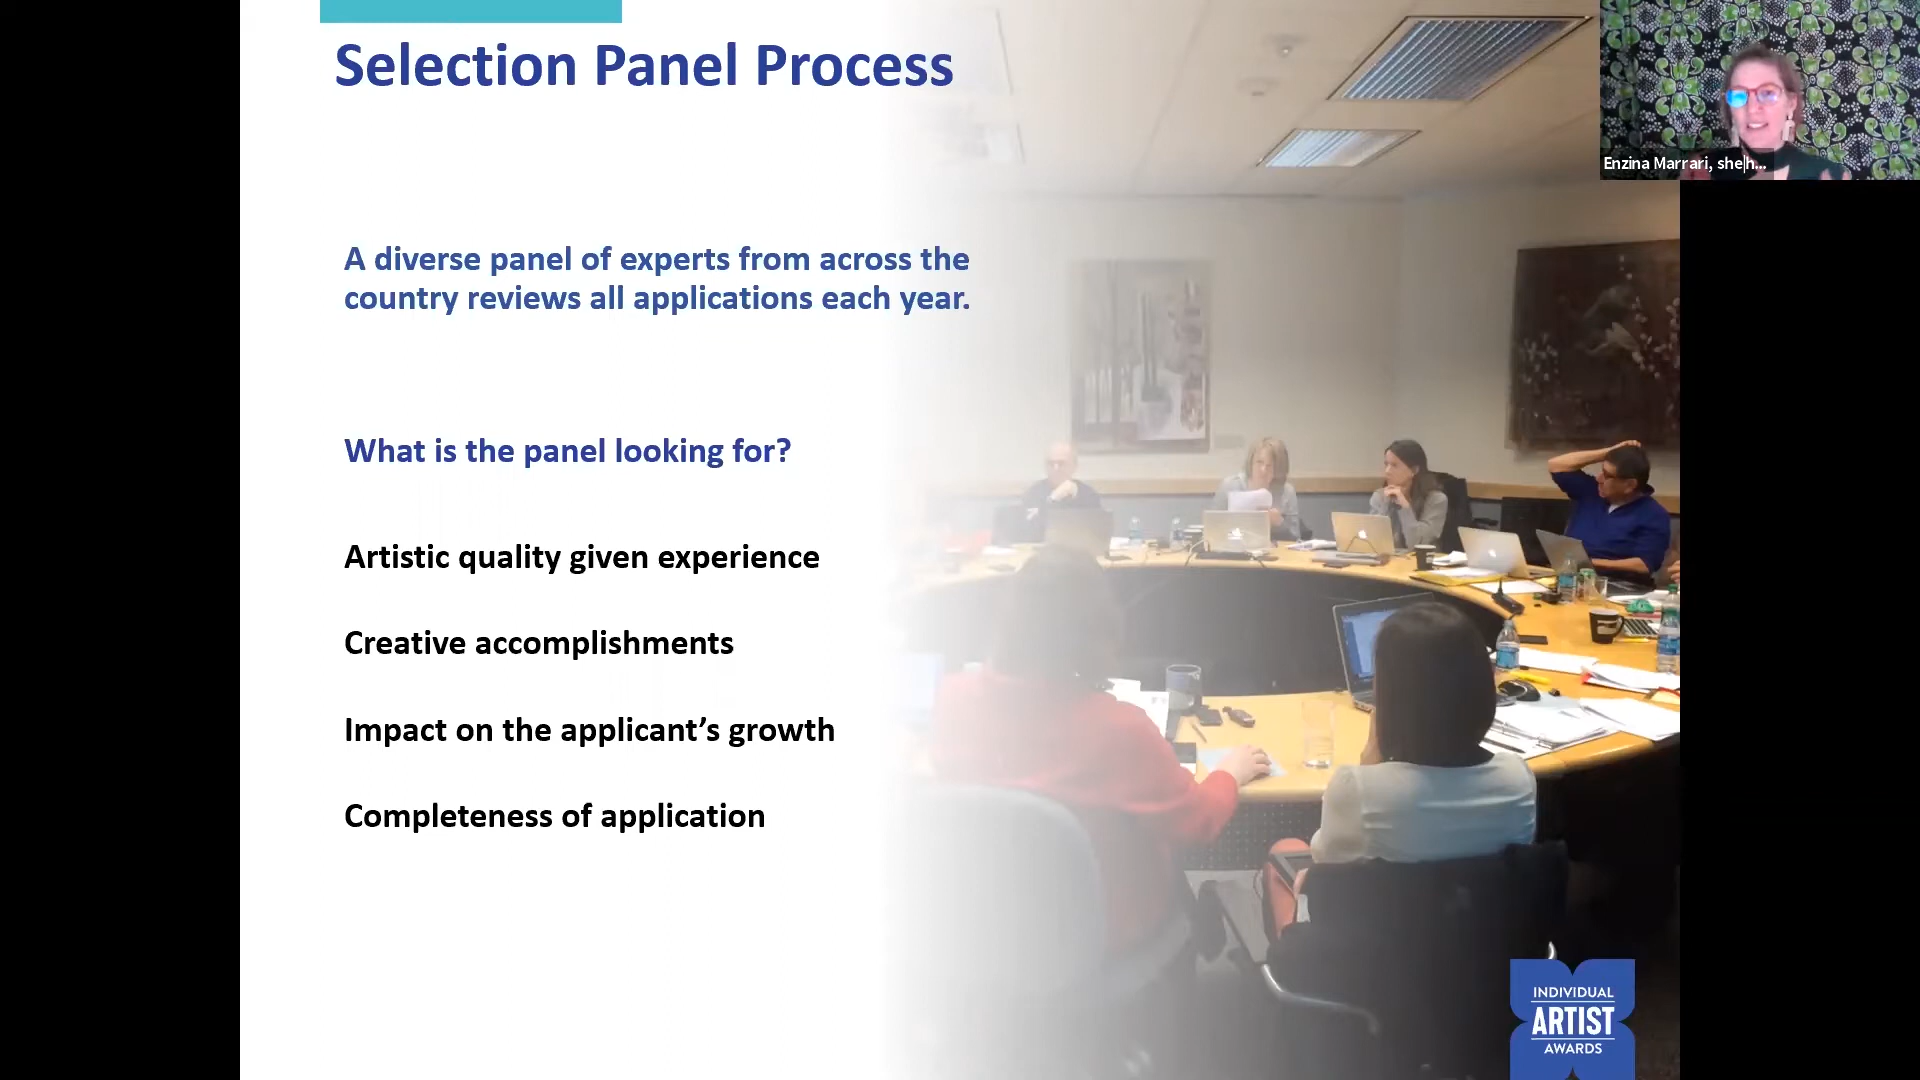 Selection Panel Process
Enzina Marrari, she|h...
A diverse panel of experts from across the
country reviews all applications each year.
What is the panel looking for?
Artistic quality given experience
Creative accomplishments
Impact on the applicant’s growth
Completeness of application
INDIVIDUAL
ARTIST
AWARDS